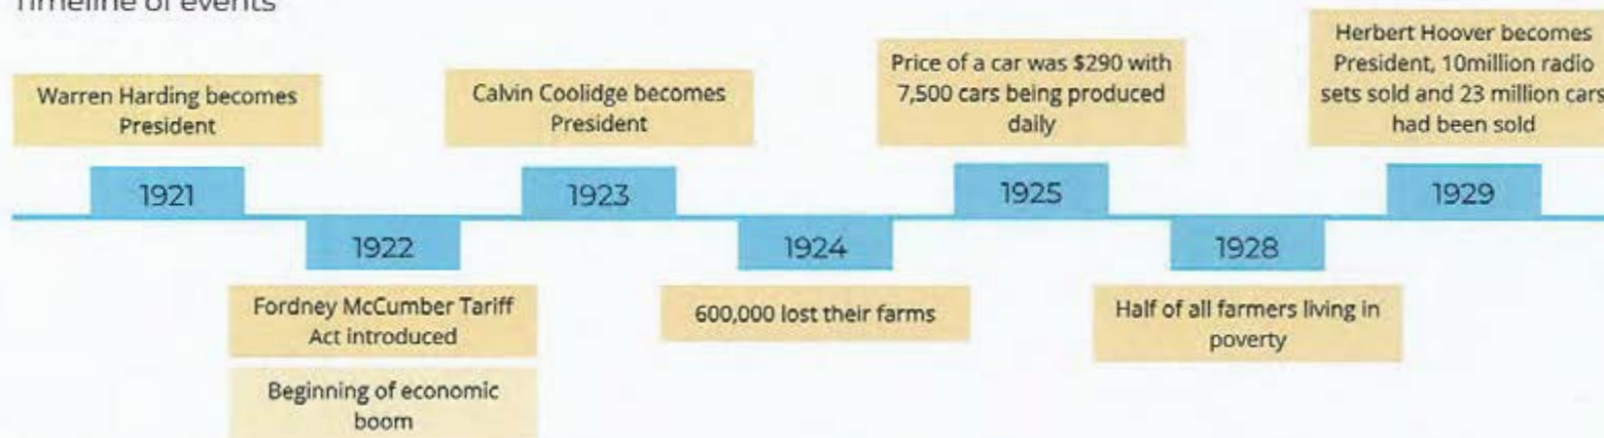 Timeline of events
Warren Harding becomes
President
1921
1922
Fordney McCumber Tariff
Act introduced
Beginning of economic
boom
Calvin Coolidge becomes
President
1923
1924
600,000 lost their farms
Price of a car was $290 with
7,500 cars being produced
daily
1925
1928
Half of all farmers living in
poverty
Herbert Hoover becomes
President, 10million radio
sets sold and 23 million cars
had been sold
1929